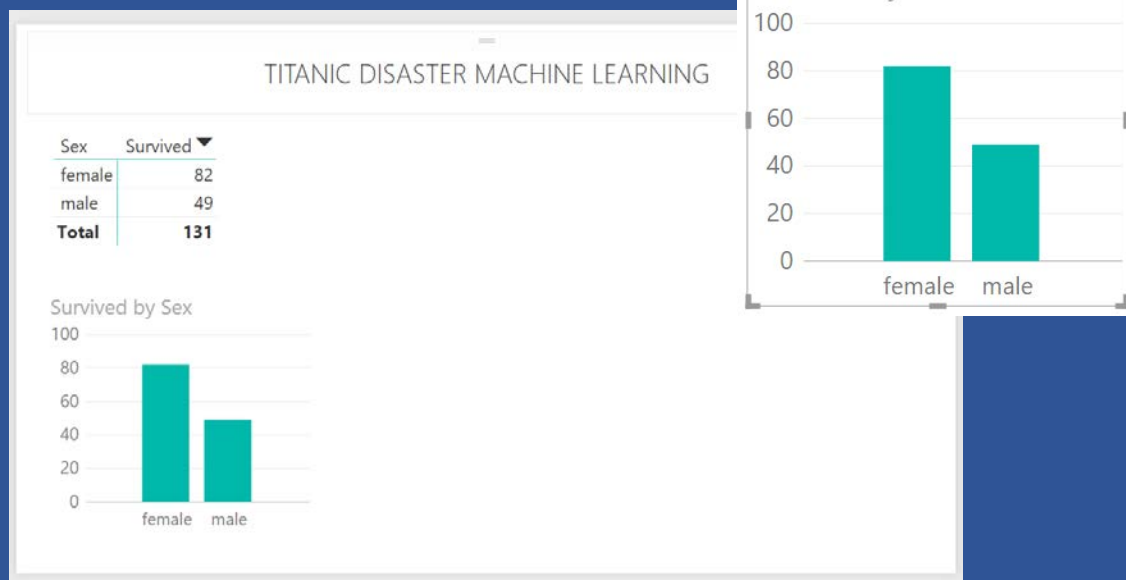 TITANIC DISASTER MACHINE LEARNING
Sex Survived
female 82
male 49
Total 131
Survived by Sex
100
80
60
40
20
0
female male
100
80
60
40
20
0
female male